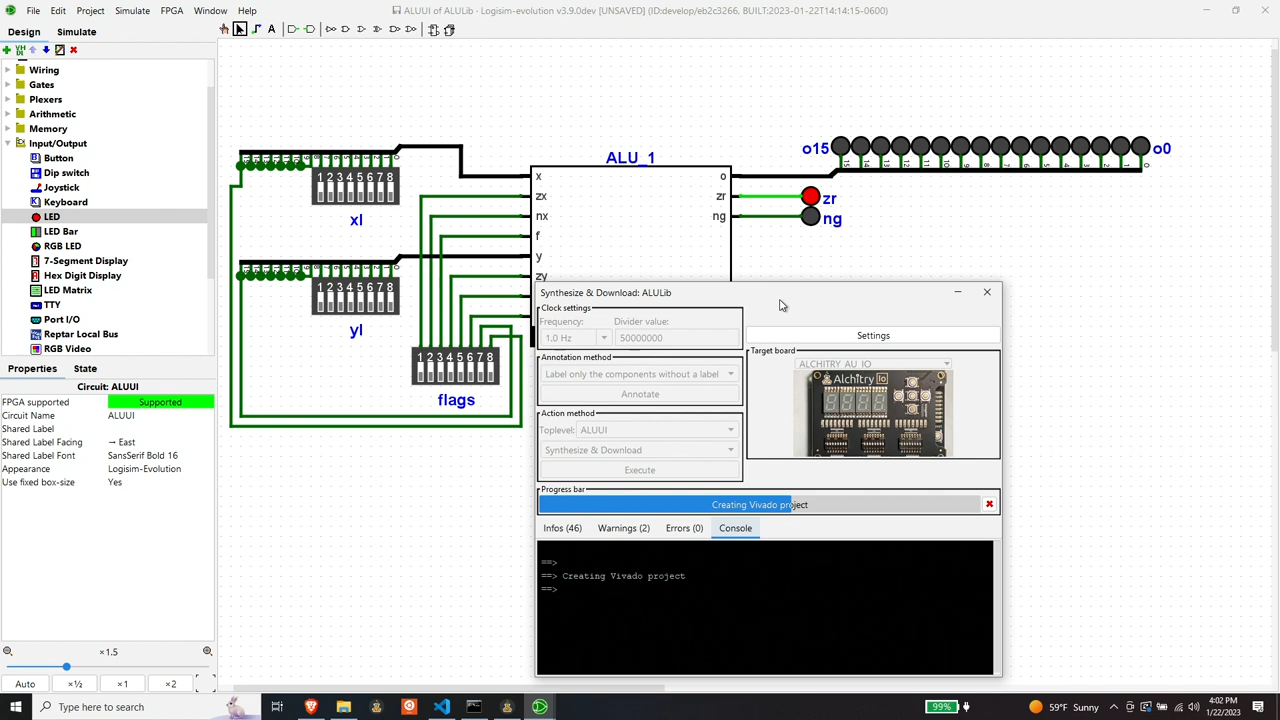 ALUUI of ALULib - Logisim-evolution v3.9.0dev [UNSAVED] (ID:develop/eb2c3266, BUILT:2023-01-22T14:14:15-0600)
File Edit Project Simulate FPGA Window Help
Design Simulate
Wiring
Gates
Plexers
Arithmetic
Memory
Input/Output
Button
Dip switch
Joystick
Keyboard
LED
LED Bar
RGB LED
7-Segment Display
Hex Digit Display
LED Matrix
TTY
Port I/O
Reptar Local Bus
RGB Video
Properties State
Circuit: ALUUI
FPGA supported Supported
Circuit Name ALUUI
Shared Label
Shared Label Facing → East
Shared Label Font SansSerif Bold 16
Appearance Logisim-Evolution
Use fixed box-size Yes
×1.5
Auto ×½ ×1 ×2
1 2 3 4 5 6 7 8
xl
1 2 3 4 5 6 7 8
yl
1 2 3 4 5 6 7 8
flags
ALU_1
x o
zx zr
nx ng
f
y
zy
o15 o0
zr
ng
Synthesize & Download: ALULib
Clock settings
Frequency: Divider value:
1.0 Hz 50000000
Annotation method
Label only the components without a label
Annotate
Action method
Toplevel: ALUUI
Synthesize & Download
Execute
Settings
Target board
ALCHITRY_AU_IO
Alchitry Io
Progress bar
Creating Vivado project
Infos (46) Warnings (2) Errors (0) Console
==>
==> Creating Vivado project
==>
Type here to search
99%
59°F Sunny
4:02 PM
1/22/2023